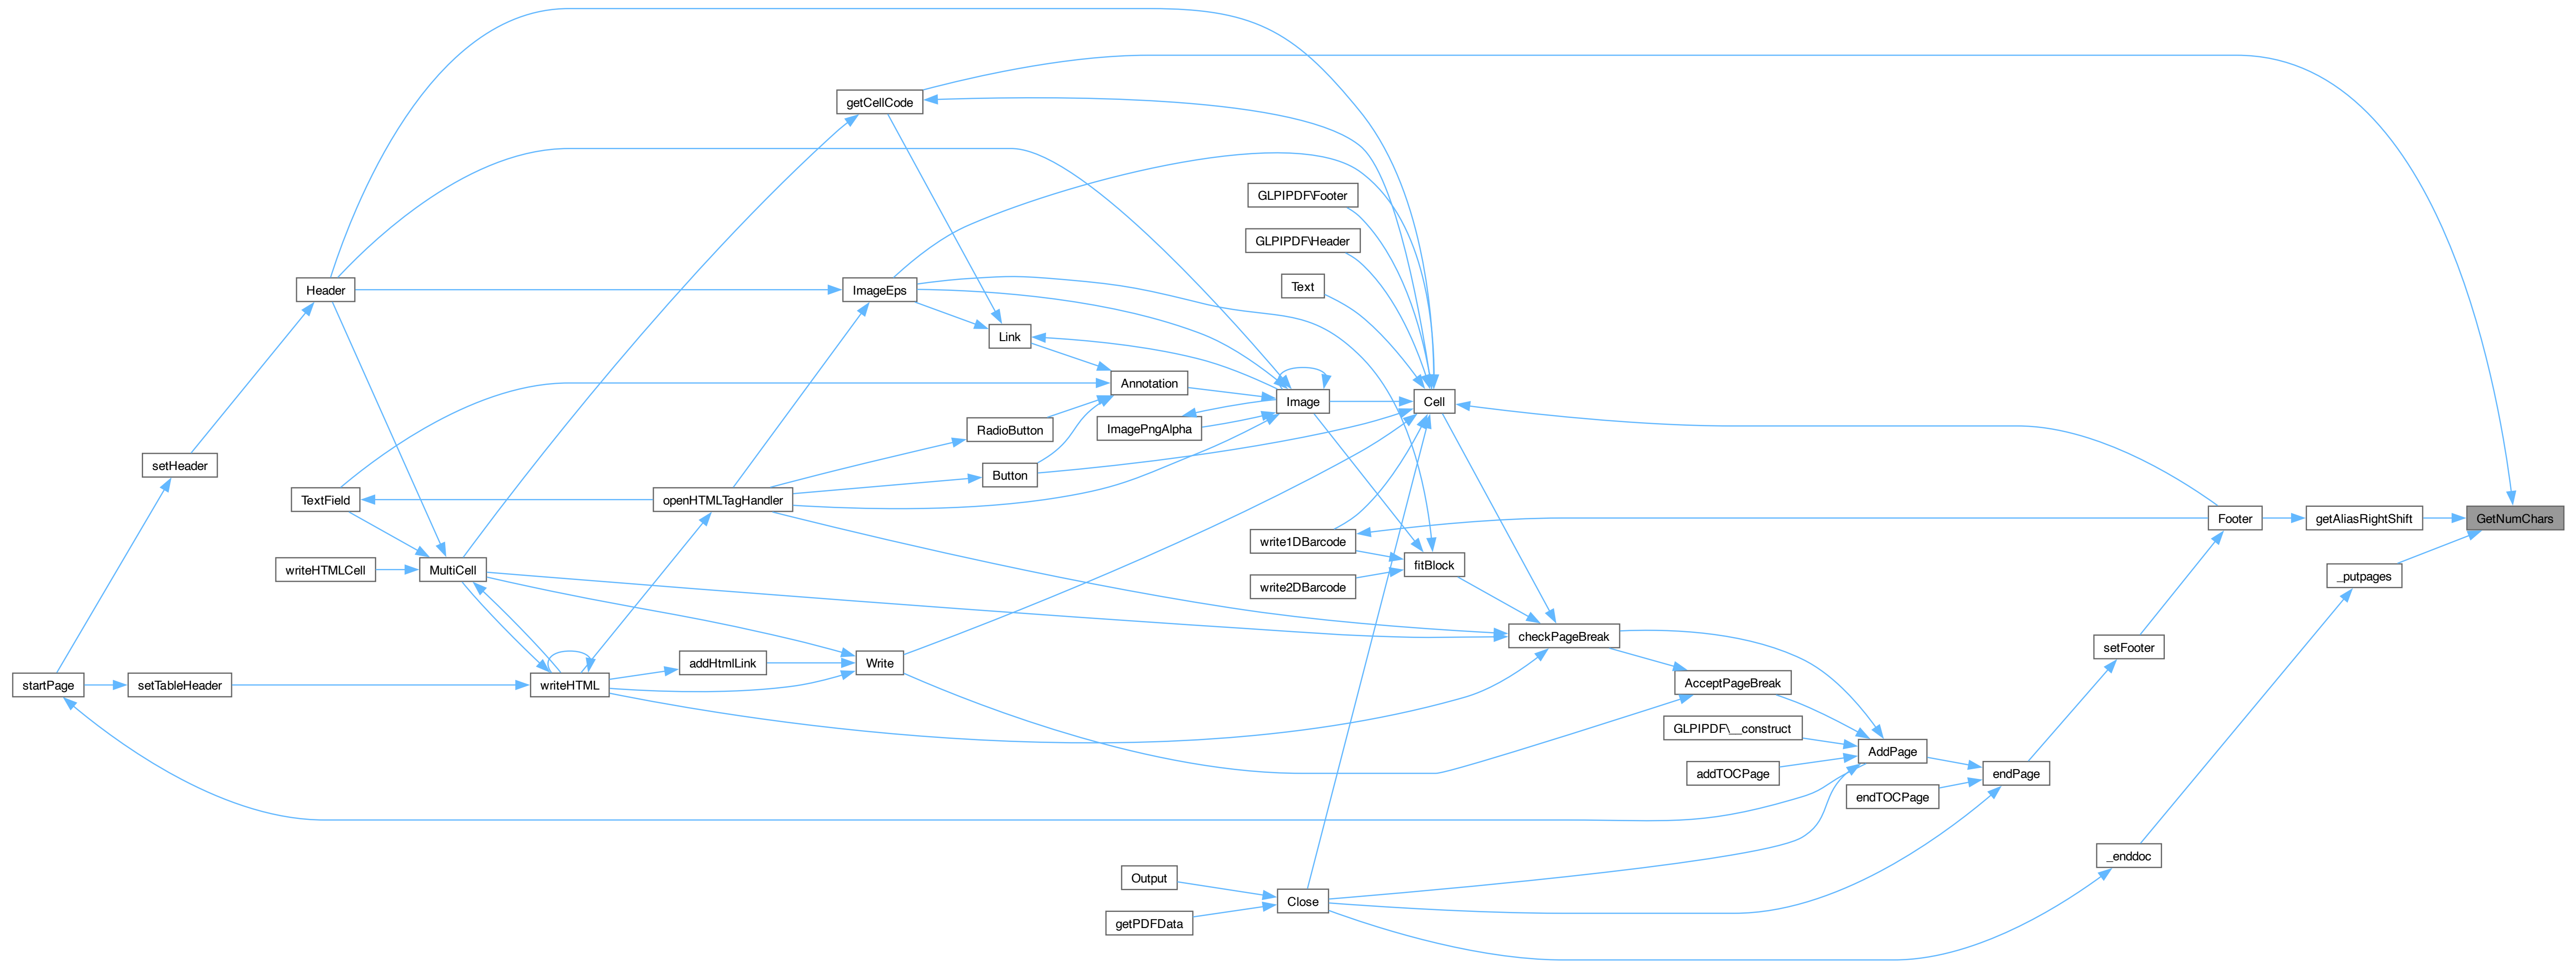 getCellCode
GLPIPDF\Footer
GLPIPDF\Header
Text
Header
ImageEps
Link
Annotation
Image
Cell
ImagePngAlpha
RadioButton
setHeader
Button
TextField
openHTMLTagHandler
Footer
getAliasRightShift
GetNumChars
write1DBarcode
fitBlock
writeHTMLCell
MultiCell
_putpages
write2DBarcode
checkPageBreak
setFooter
addHtmlLink
Write
startPage
setTableHeader
writeHTML
AcceptPageBreak
GLPIPDF\__construct
AddPage
addTOCPage
endPage
endTOCPage
_enddoc
Output
Close
getPDFData